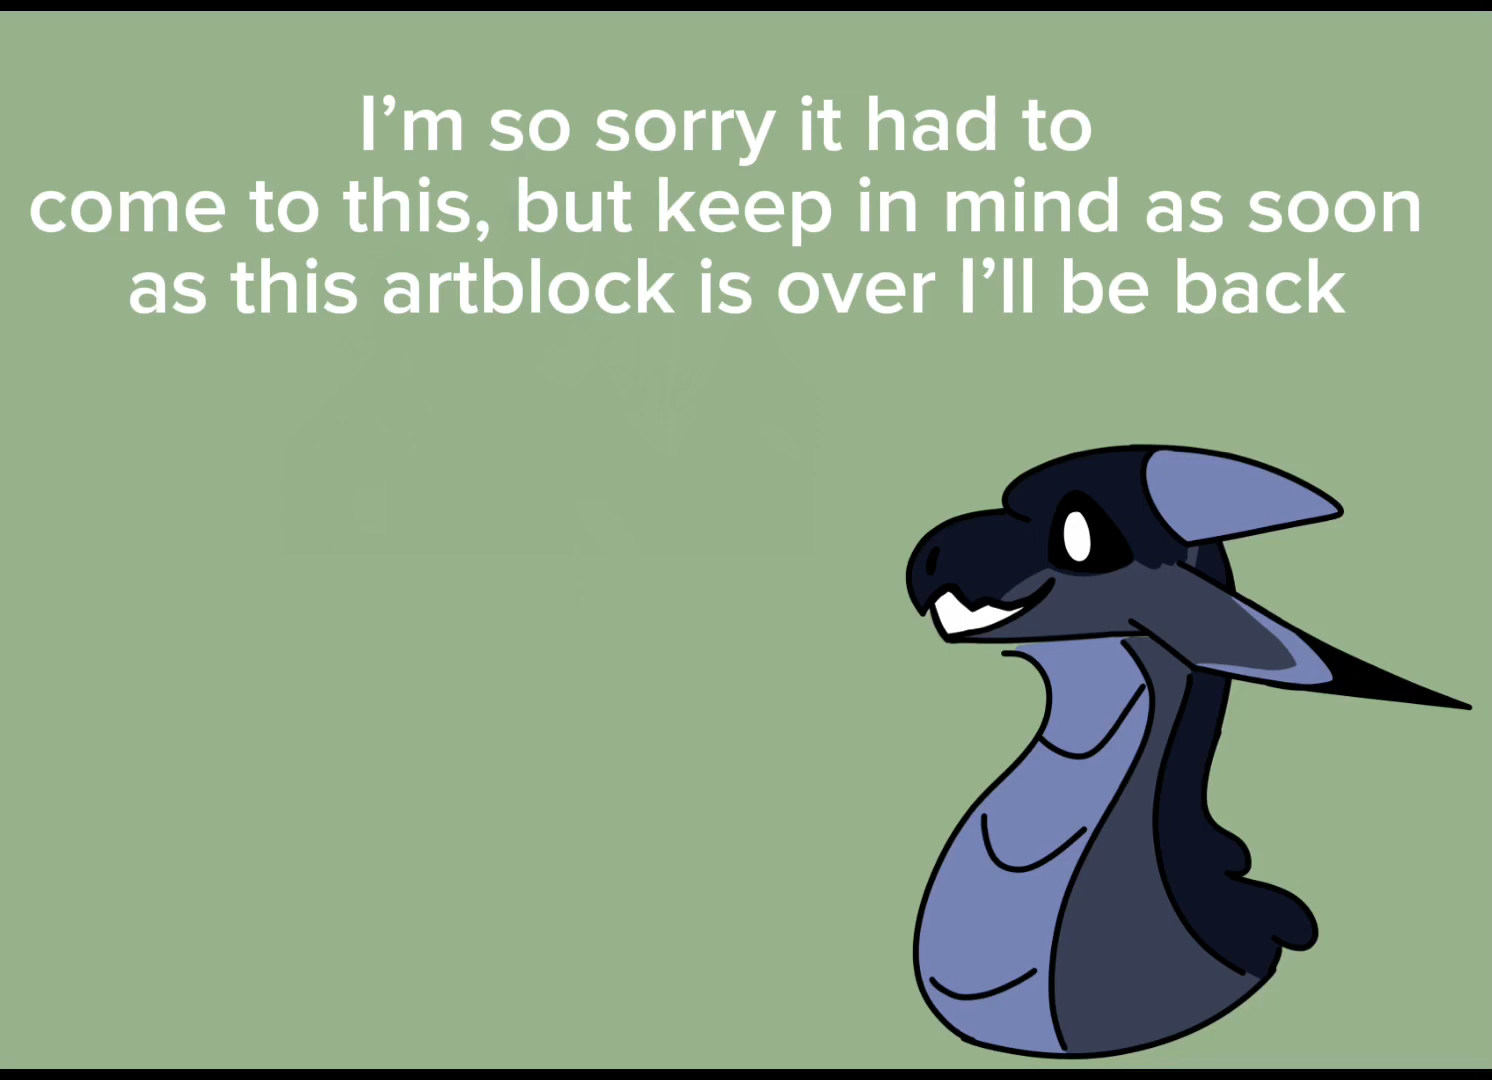 I’m so sorry it had to
come to this, but keep in mind as soon
as this artblock is over I’ll be back